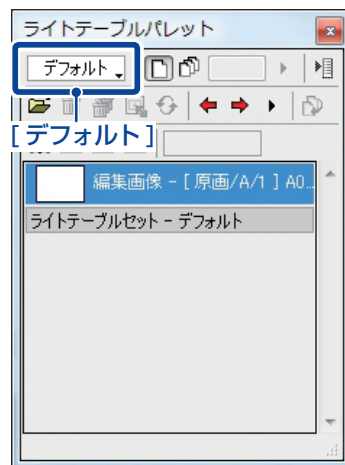 ライトテーブルパレット
デフォルト
[デフォルト]
編集画像 - [ 原画/A/1 ] A0...
ライトテーブルセット - デフォルト